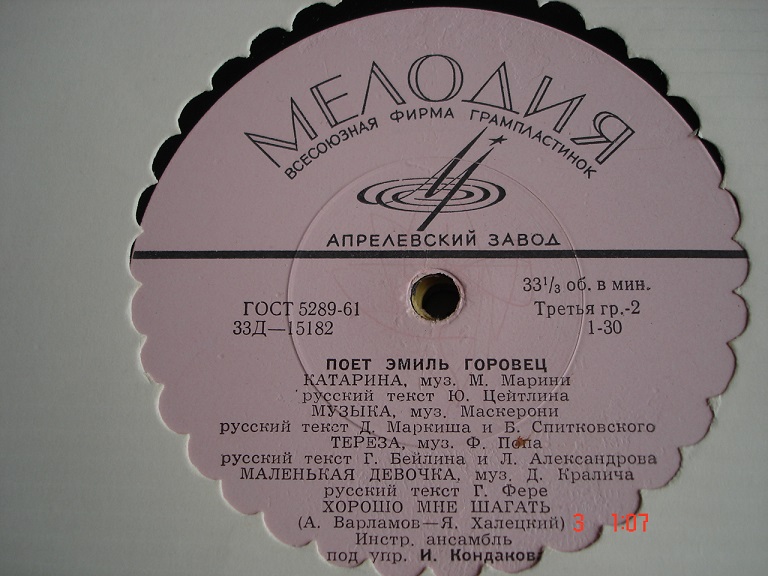 МЕЛОДИЯ
ВСЕСОЮЗНАЯ ФИРМА ГРАМПЛАСТИНОК
АПРЕЛЕВСКИЙ ЗАВОД
33 1/3 об. в мин.
ГОСТ 5289-61 Третья гр.-2
33Д—15182 1-30
ПОЕТ ЭМИЛЬ ГОРОВЕЦ
КАТАРИНА, муз. М. Марини
русский текст Ю. Цейтлина
МУЗЫКА, муз. Маскерони
русский текст Д. Маркиша и Б. Спитковского
ТЕРЕЗА, муз. Ф. Попа
русский текст Г. Бейлина и Л. Александрова
МАЛЕНЬКАЯ ДЕВОЧКА, муз. Д. Кралича
русский текст Г. Фере
ХОРОШО МНЕ ШАГАТЬ
(А. Варламов—Я. Халецкий)
Инстр. ансамбль
под упр. И. Кондакова
3 1:07